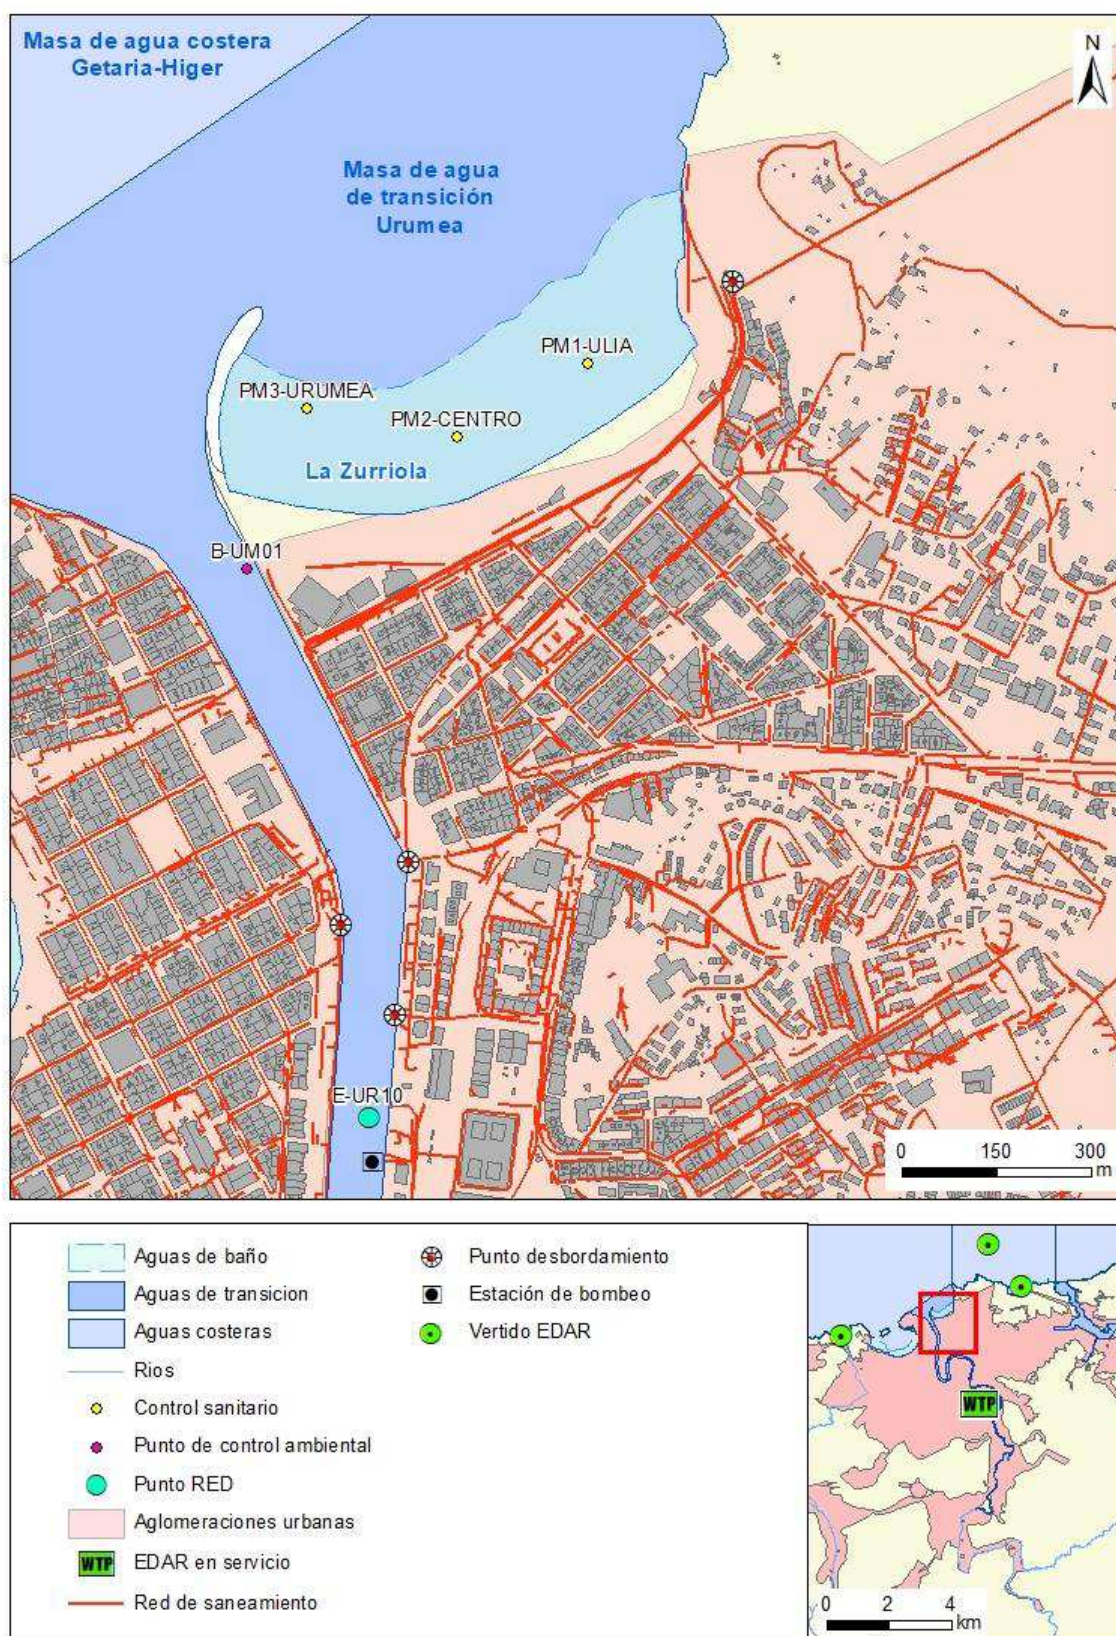 Masa de agua costera
Getaria-Higer
N
Masa de agua
de transición
Urumea
PM1-ULIA
PM3-URUMEA
PM2-CENTRO
La Zurriola
B-UM01
E-UR10
0 150 300
m
Aguas de baño
Aguas de transicion
Aguas costeras
Rios
Control sanitario
Punto de control ambiental
Punto RED
Aglomeraciones urbanas
WTP EDAR en servicio
Red de saneamiento
Punto desbordamiento
Estación de bombeo
Vertido EDAR
WTP
0 2 4
km